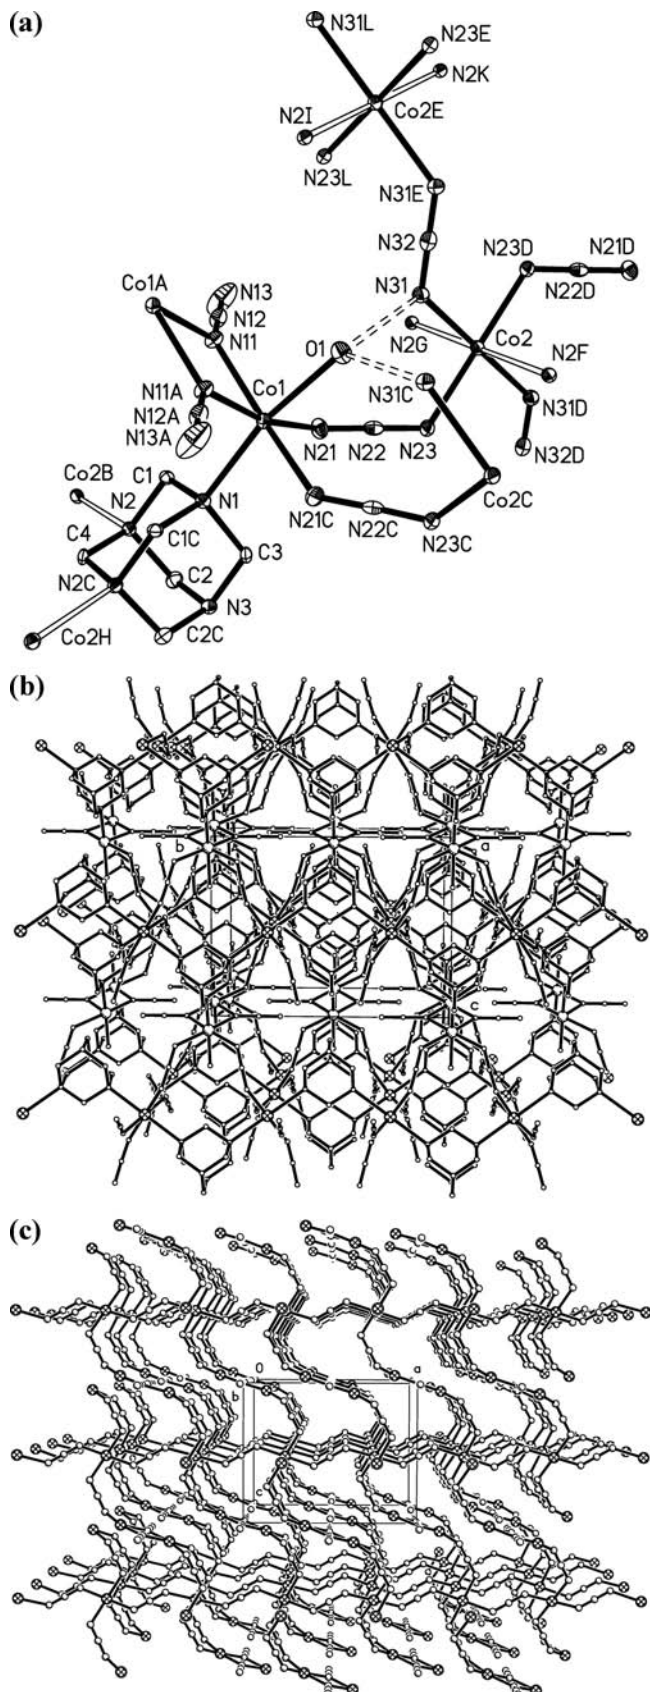 (a)
N31L
N23E
N2K
N2I
Co2E
N23L
N31E
N32
N23D
N21D
Co1A
N13
N12
N31
N22D
N11
O1
N2G
Co2
N2F
N11A
Co1
N31C
N31D
N12A
N13A
N21
N22
N23
N32D
Co2B
C1
N2
N1
N21C
N22C
Co2C
C4
C1C
N23C
N2C
C2
C3
N3
Co2H
C2C
(b)
b
a
c
(c)
0
a
b
c